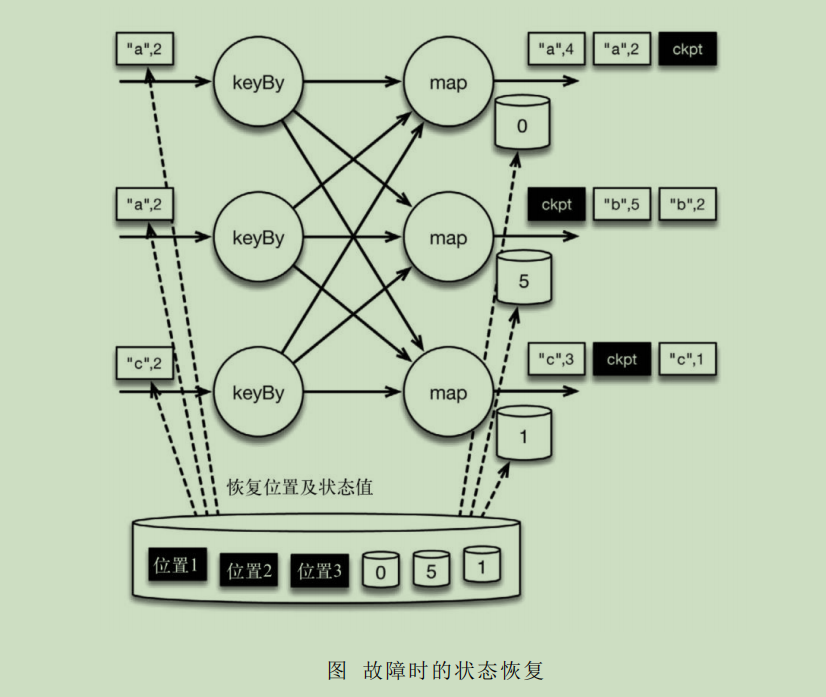 "a",2
keyBy
map
"a",4 "a",2 ckpt
0
"a",2
keyBy
map
ckpt "b",5 "b",2
5
"c",2
keyBy
map
"c",3 ckpt "c",1
1
恢复位置及状态值
位置1 位置2 位置3 0 5 1
图 故障时的状态恢复